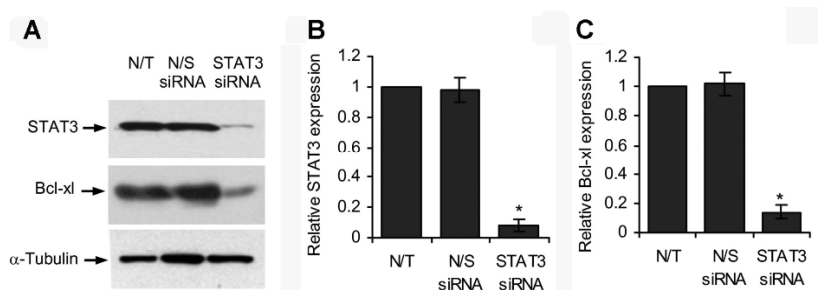 A
N/T N/S STAT3
siRNA siRNA
STAT3
Bcl-xl
α-Tubulin
B
Relative STAT3 expression
1.2
1
0.8
0.6
0.4
0.2
0
*
N/T N/S STAT3
siRNA siRNA
C
Relative Bcl-xl expression
1.2
1
0.8
0.6
0.4
0.2
0
*
N/T N/S STAT3
siRNA siRNA